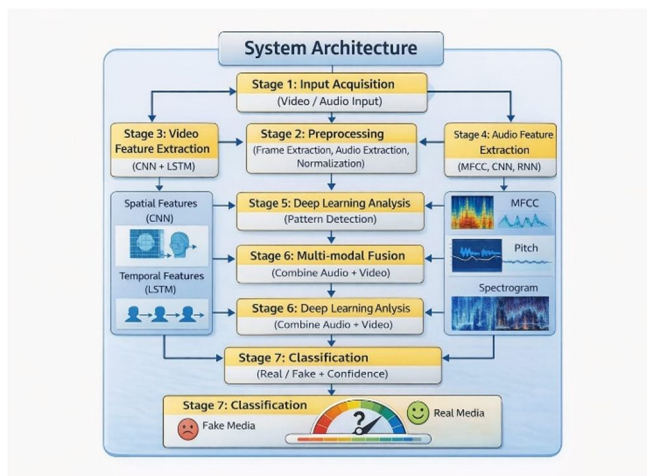 System Architecture
Stage 1: Input Acquisition
(Video / Audio Input)
Stage 3: Video
Feature Extraction
(CNN + LSTM)
Stage 2: Preprocessing
(Frame Extraction, Audio Extraction,
Normalization)
Stage 4: Audio Feature
Extraction
(MFCC, CNN, RNN)
Spatial Features
(CNN)
Temporal Features
(LSTM)
Stage 5: Deep Learning Analysis
(Pattern Detection)
Stage 6: Multi-modal Fusion
(Combine Audio + Video)
Stage 6: Deep Learning Anlysis
(Combine Audio + Video)
MFCC
Pitch
Spectrogram
Stage 7: Classification
(Real / Fake + Confidence)
Stage 7: Classification
Fake Media
?
Real Media